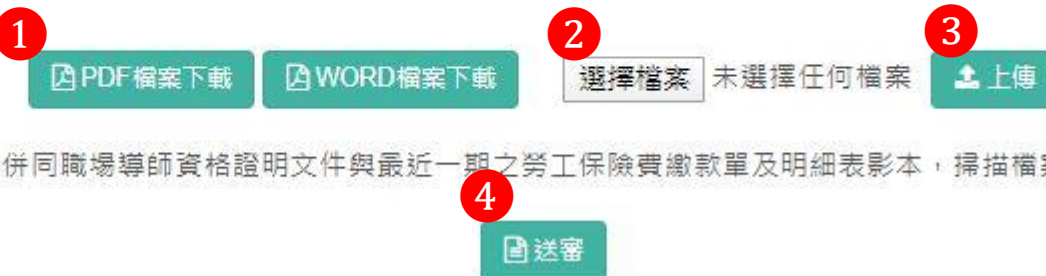 1 2 3
PDF檔案下載 WORD檔案下載 選擇檔案 未選擇任何檔案 上傳
併同職場導師資格證明文件與最近一期之勞工保險費繳款單及明細表影本，掃描檔案
4
送審